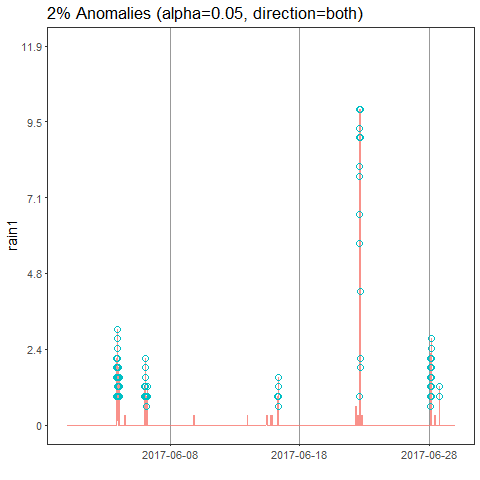 2% Anomalies (alpha=0.05, direction=both)
11.9
9.5
7.1
4.8
2.4
0
rain1
2017-06-08 2017-06-18 2017-06-28